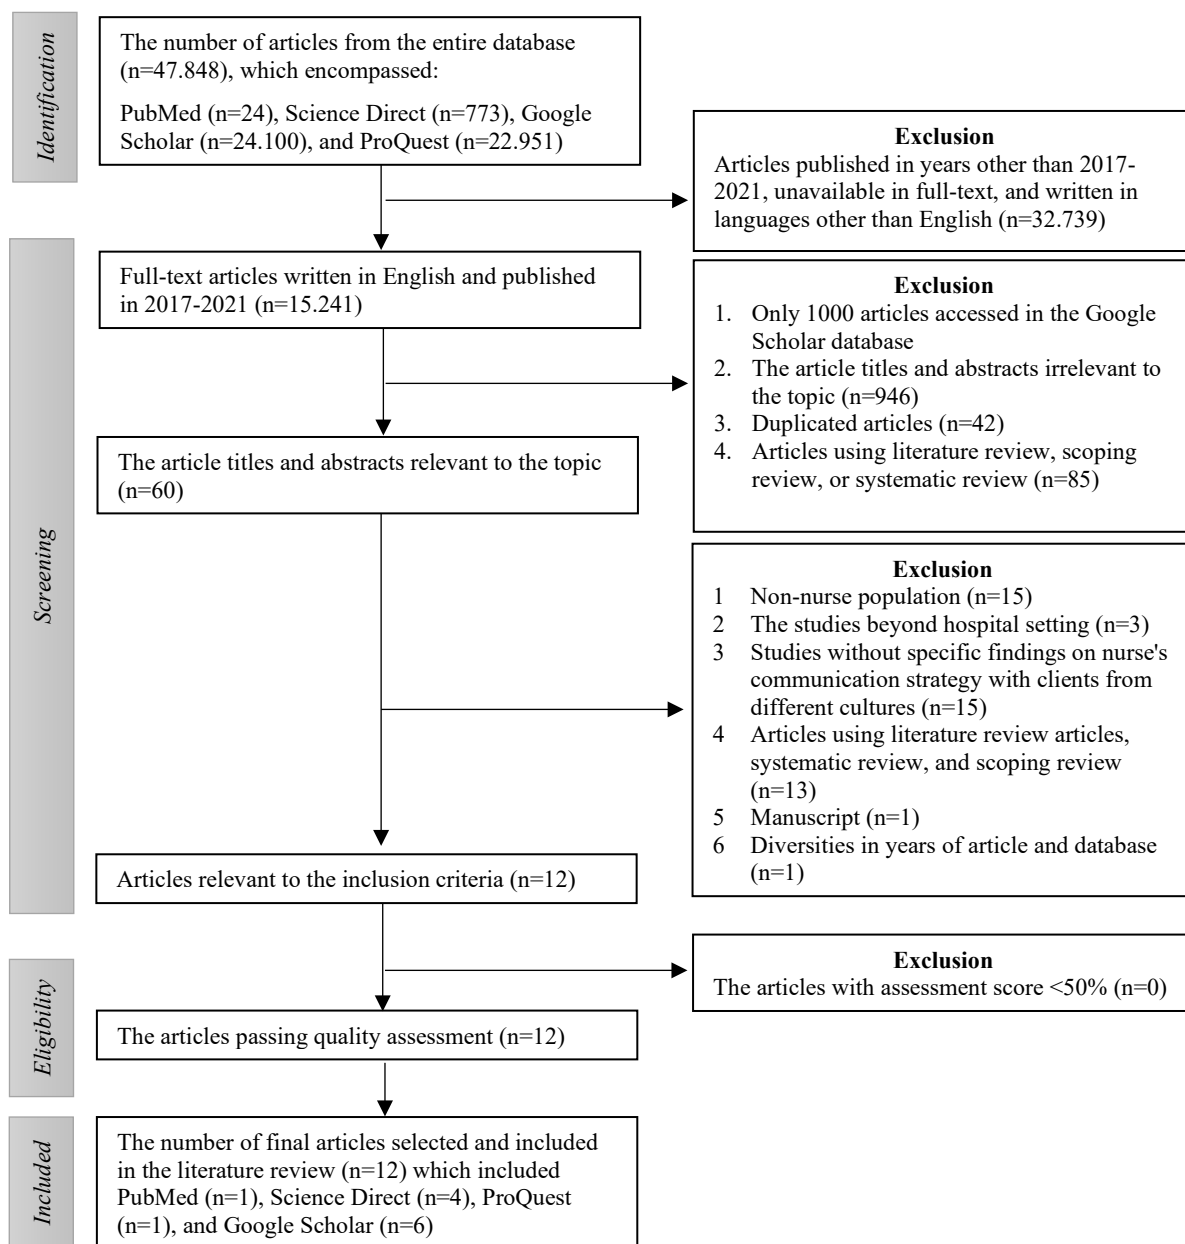 Identification
The number of articles from the entire database
(n=47.848), which encompassed:
PubMed (n=24), Science Direct (n=773), Google
Scholar (n=24.100), and ProQuest (n=22.951)
Exclusion
Articles published in years other than 2017-
2021, unavailable in full-text, and written in
languages other than English (n=32.739)
Screening
Full-text articles written in English and published
in 2017-2021 (n=15.241)
Exclusion
1. Only 1000 articles accessed in the Google
Scholar database
2. The article titles and abstracts irrelevant to
the topic (n=946)
3. Duplicated articles (n=42)
4. Articles using literature review, scoping
review, or systematic review (n=85)
The article titles and abstracts relevant to the topic
(n=60)
Exclusion
1 Non-nurse population (n=15)
2 The studies beyond hospital setting (n=3)
3 Studies without specific findings on nurse's
communication strategy with clients from
different cultures (n=15)
4 Articles using literature review articles,
systematic review, and scoping review
(n=13)
5 Manuscript (n=1)
6 Diversities in years of article and database
(n=1)
Articles relevant to the inclusion criteria (n=12)
Exclusion
The articles with assessment score <50% (n=0)
Eligibility
The articles passing quality assessment (n=12)
Included
The number of final articles selected and included
in the literature review (n=12) which included
PubMed (n=1), Science Direct (n=4), ProQuest
(n=1), and Google Scholar (n=6)